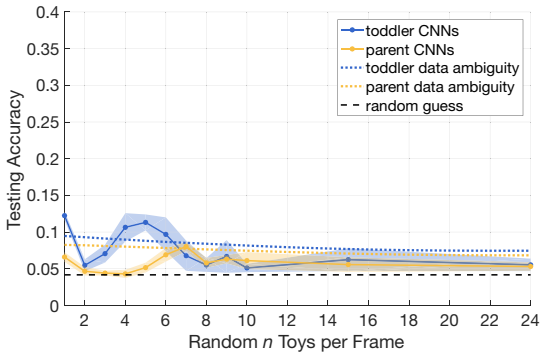 0.4
0.35
0.3
0.25
0.2
0.15
0.1
0.05
0
Testing Accuracy
toddler CNNs
parent CNNs
toddler data ambiguity
parent data ambiguity
random guess
2 4 6 8 10 12 14 16 18 20 22 24
Random n Toys per Frame